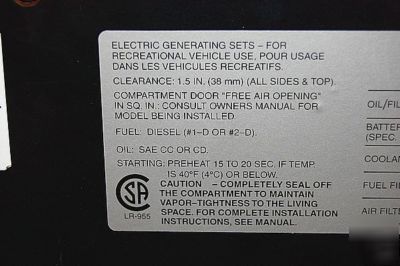 ELECTRIC GENERATING SETS – FOR
RECREATIONAL VEHICLE USE, POUR USAGE
DANS LES VEHICULES RECREATIFS.
CLEARANCE: 1.5 IN. (38 mm) (ALL SIDES & TOP).
COMPARTMENT DOOR "FREE AIR OPENING"
IN SQ. IN.: CONSULT OWNERS MANUAL FOR
MODEL BEING INSTALLED.
FUEL: DIESEL (#1-D OR #2-D).
OIL: SAE CC OR CD.
STARTING: PREHEAT 15 TO 20 SEC. IF TEMP.
IS 40°F (4°C) OR BELOW.
CAUTION – COMPLETELY SEAL OFF
THE COMPARTMENT TO MAINTAIN
VAPOR-TIGHTNESS TO THE LIVING
SPACE. FOR COMPLETE INSTALLATION
INSTRUCTIONS, SEE MANUAL.
SA
LR-955
OIL/FIL
BATTER
(SPEC.
COOLAN
FUEL FI
AIR FILTE